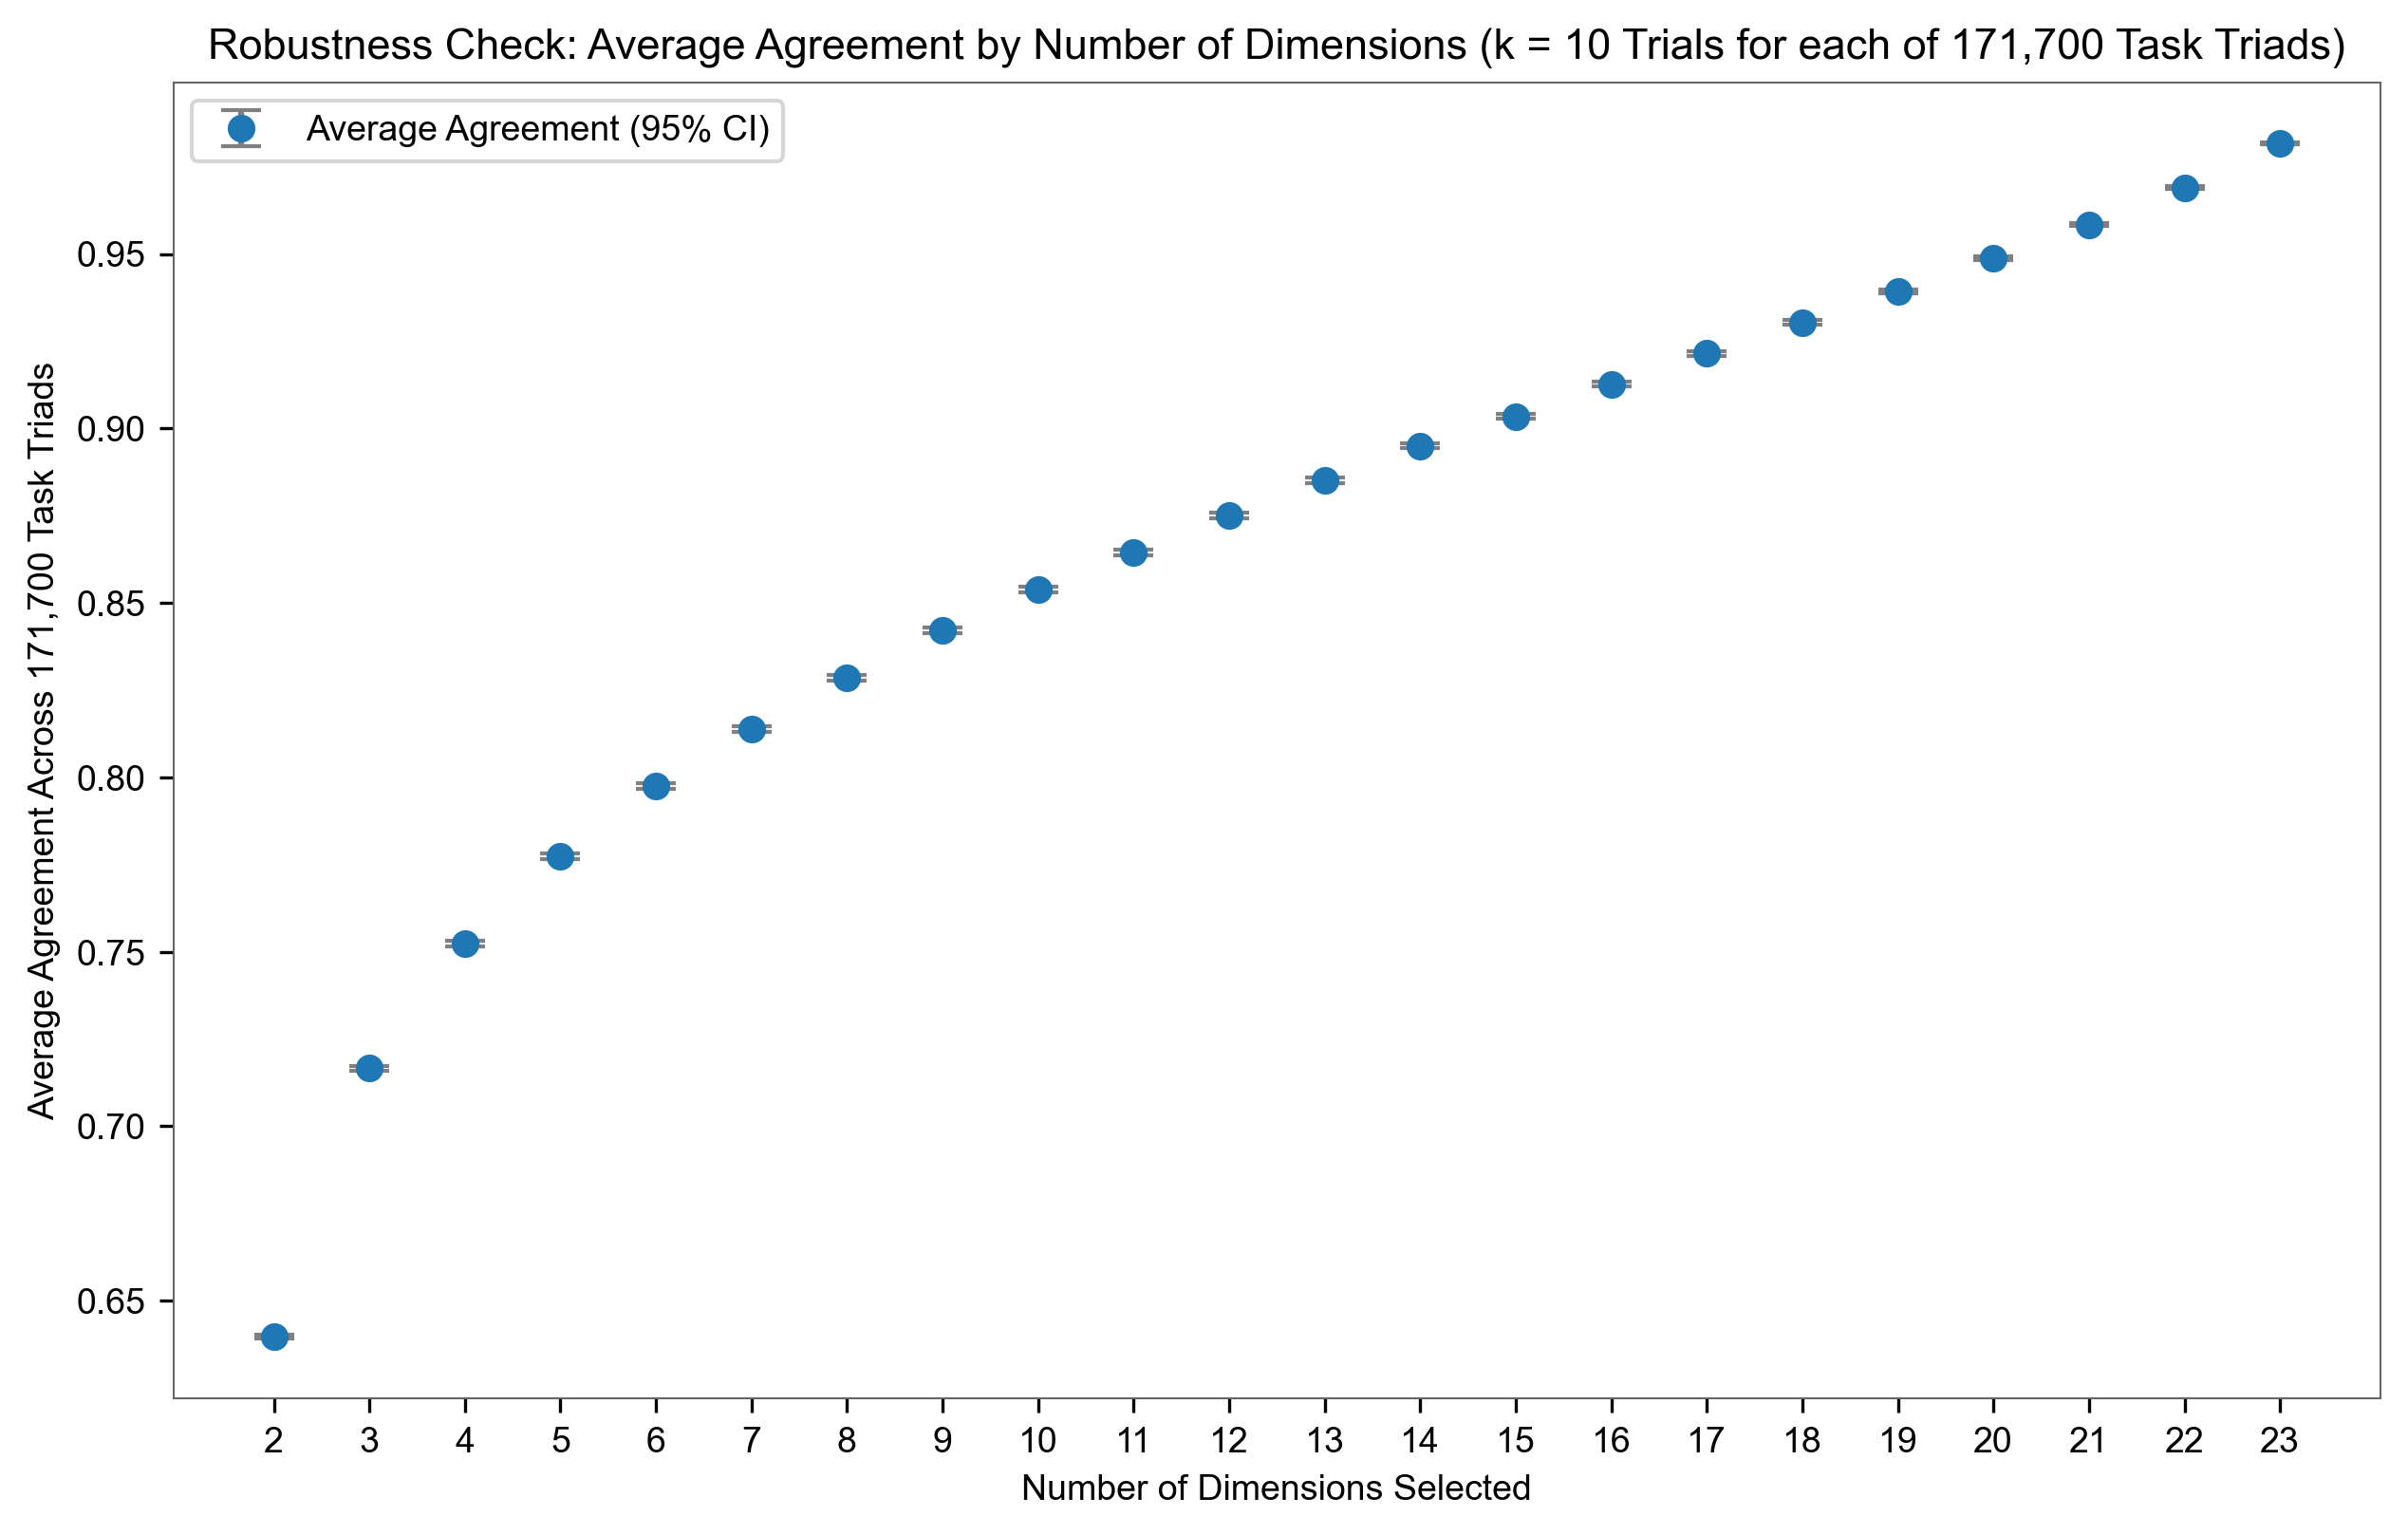 Robustness Check: Average Agreement by Number of Dimensions (k = 10 Trials for each of 171,700 Task Triads)
Average Agreement (95% CI)
Average Agreement Across 171,700 Task Triads
0.95
0.90
0.85
0.80
0.75
0.70
0.65
2 3 4 5 6 7 8 9 10 11 12 13 14 15 16 17 18 19 20 21 22 23
Number of Dimensions Selected